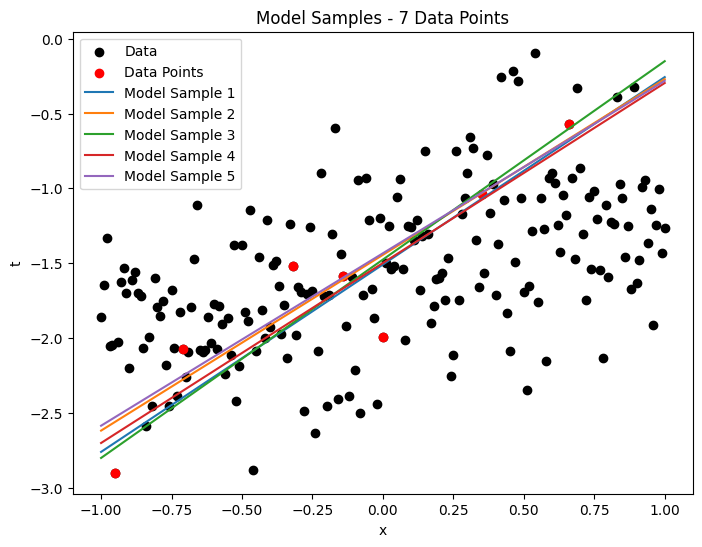 Model Samples - 7 Data Points
Data
Data Points
Model Sample 1
Model Sample 2
Model Sample 3
Model Sample 4
Model Sample 5
t
0.0
−0.5
−1.0
−1.5
−2.0
−2.5
−3.0
−1.00 −0.75 −0.50 −0.25 0.00 0.25 0.50 0.75 1.00
x